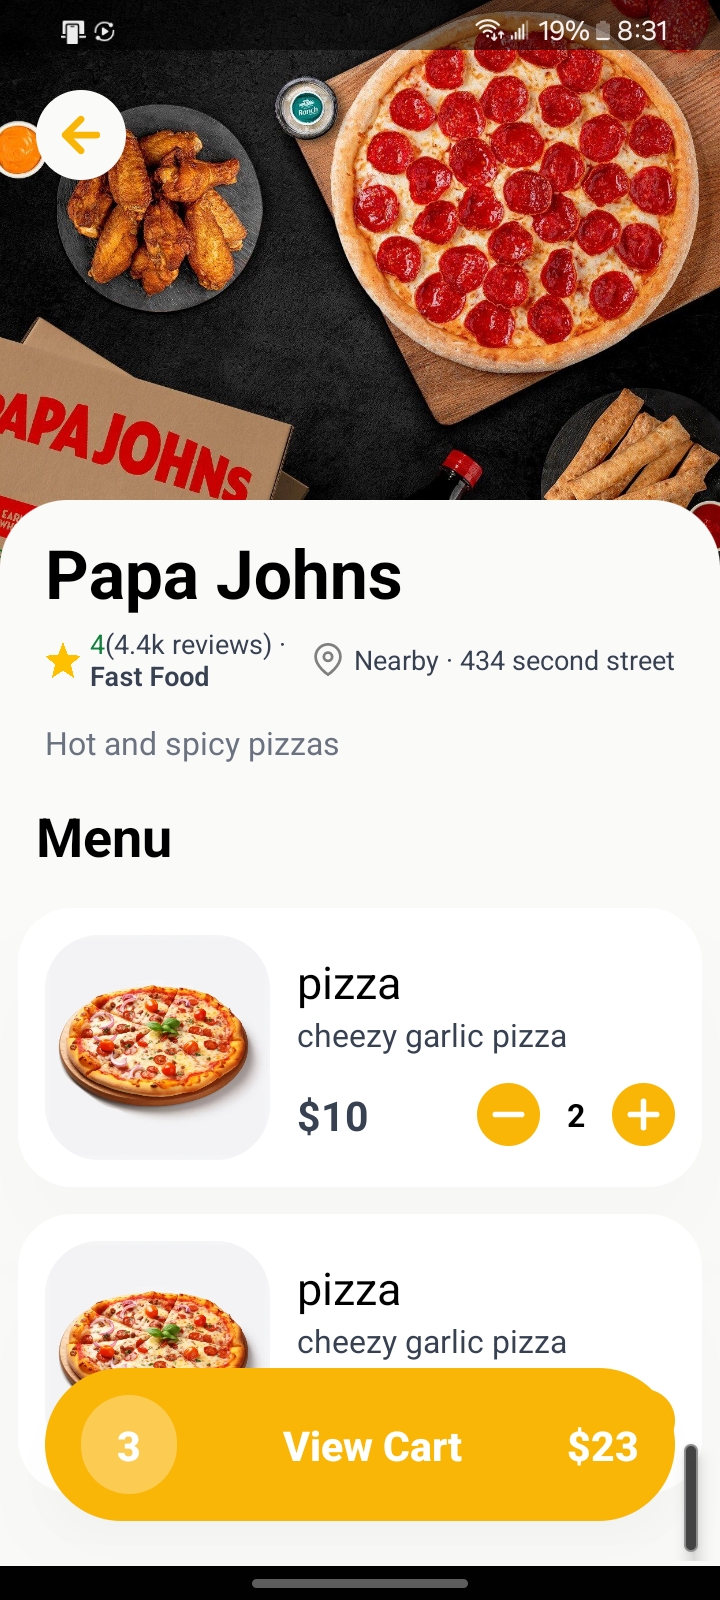 19% 8:31
Ranch
PAPA JOHNS
Papa Johns
4(4.4k reviews) ·
Fast Food
Nearby · 434 second street
Hot and spicy pizzas
Menu
pizza
cheezy garlic pizza
$10
2
pizza
cheezy garlic pizza
3 View Cart $23